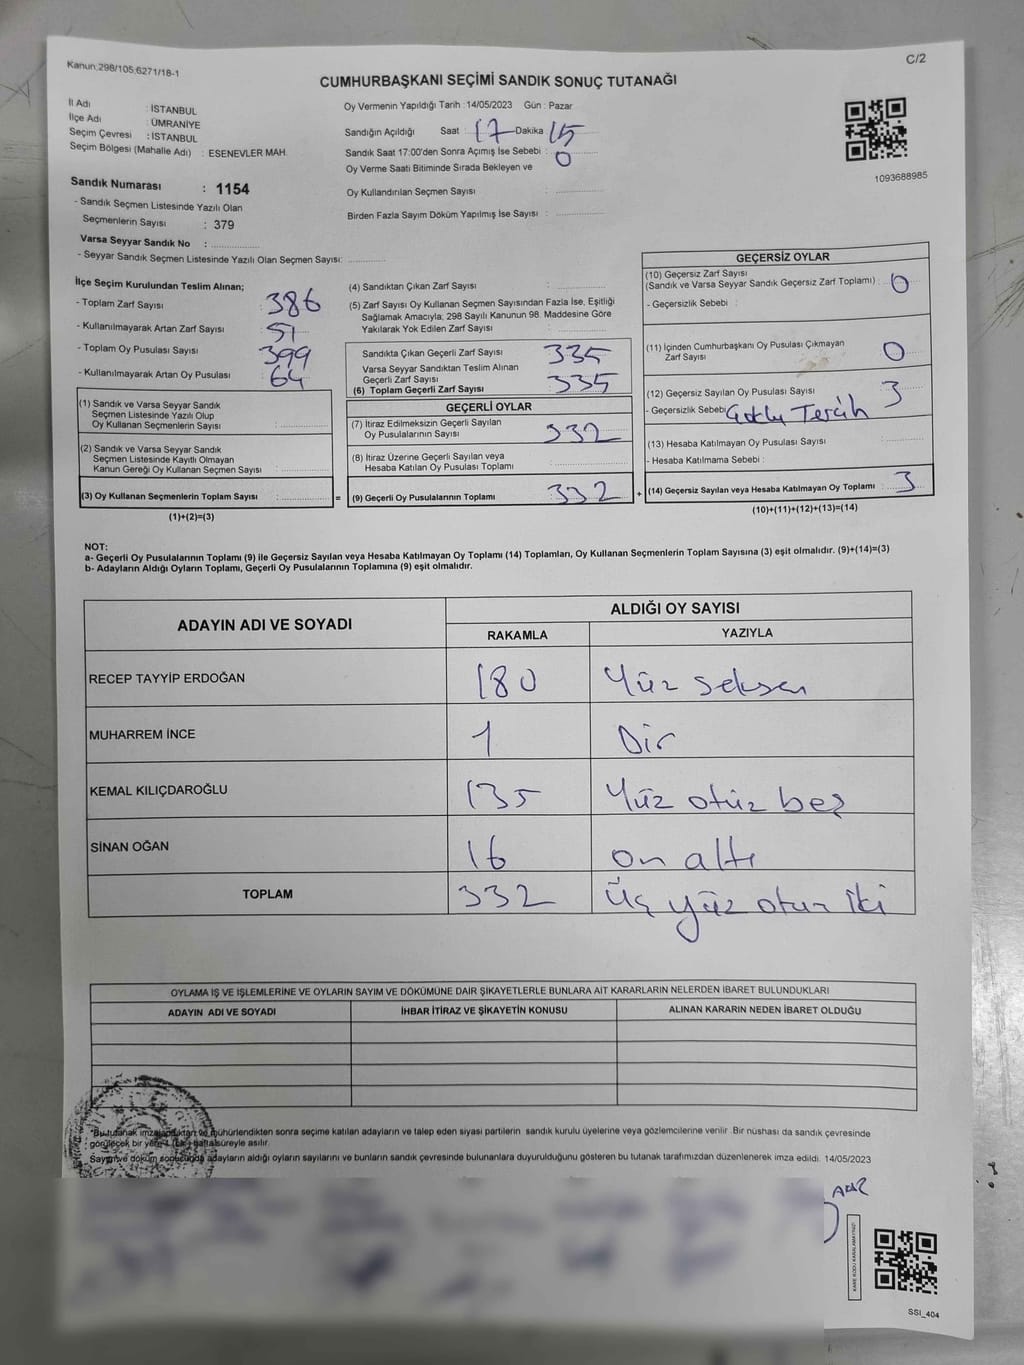 Kanun:298/105;6271/18-1
C/2
CUMHURBAŞKANI SEÇİMİ SANDIK SONUÇ TUTANAĞI
İl Adı : İSTANBUL
İlçe Adı : ÜMRANİYE
Seçim Çevresi : İSTANBUL
Seçim Bölgesi (Mahalle Adı) : ESENEVLER MAH.
Sandık Numarası : 1154
- Sandık Seçmen Listesinde Yazılı Olan
Seçmenlerin Sayısı : 379
Varsa Seyyar Sandık No :
- Seyyar Sandık Seçmen Listesinde Yazılı Olan Seçmen Sayısı:
Oy Vermenin Yapıldığı Tarih : 14/05/2023 Gün : Pazar
Sandığın Açıldığı Saat : 17 Dakika 15
Sandık Saat 17:00'den Sonra Açımış İse Sebebi :
Oy Verme Saati Bitiminde Sırada Bekleyen ve 0
Oy Kullandırılan Seçmen Sayısı :
Birden Fazla Sayım Döküm Yapılmış İse Sayısı :
1093688985
İlçe Seçim Kurulundan Teslim Alınan;
- Toplam Zarf Sayısı 386
- Kullanılmayarak Artan Zarf Sayısı 51
- Toplam Oy Pusulası Sayısı 399
- Kullanılmayarak Artan Oy Pusulası 64
(1) Sandık ve Varsa Seyyar Sandık
Seçmen Listesinde Yazılı Olup
Oy Kullanan Seçmenlerin Sayısı :
(2) Sandık ve Varsa Seyyar Sandık
Seçmen Listesinde Kayıtlı Olmayan
Kanun Gereği Oy Kullanan Seçmen Sayısı :
(3) Oy Kullanan Seçmenlerin Toplam Sayısı : =
(1)+(2)=(3)
(4) Sandıktan Çıkan Zarf Sayısı :
(5) Zarf Sayısı Oy Kullanan Seçmen Sayısından Fazla İse, Eşitliği
Sağlamak Amacıyla; 298 Sayılı Kanunun 98. Maddesine Göre
Yakılarak Yok Edilen Zarf Sayısı :
Sandıkta Çıkan Geçerli Zarf Sayısı 335
Varsa Seyyar Sandıktan Teslim Alınan
Geçerli Zarf Sayısı
(6) Toplam Geçerli Zarf Sayısı 335
GEÇERLİ OYLAR
(7) İtiraz Edilmeksizin Geçerli Sayılan
Oy Pusulalarının Sayısı 332
(8) İtiraz Üzerine Geçerli Sayılan veya
Hesaba Katılan Oy Pusulası Toplamı
(9) Geçerli Oy Pusulalarının Toplamı 332 +
GEÇERSİZ OYLAR
(10) Geçersiz Zarf Sayısı
(Sandık ve Varsa Seyyar Sandık Geçersiz Zarf Toplamı) : 0
- Geçersizlik Sebebi :
(11) İçinden Cumhurbaşkanı Oy Pusulası Çıkmayan
Zarf Sayısı 0
(12) Geçersiz Sayılan Oy Pusulası Sayısı 3
- Geçersizlik Sebebi Çoklu Tercih
(13) Hesaba Katılmayan Oy Pusulası Sayısı
- Hesaba Katılmama Sebebi :
(14) Geçersiz Sayılan veya Hesaba Katılmayan Oy Toplamı 3
(10)+(11)+(12)+(13)=(14)
NOT:
a- Geçerli Oy Pusulalarının Toplamı (9) ile Geçersiz Sayılan veya Hesaba Katılmayan Oy Toplamı (14) Toplamları, Oy Kullanan Seçmenlerin Toplam Sayısına (3) eşit olmalıdır. (9)+(14)=(3)
b- Adayların Aldığı Oyların Toplamı, Geçerli Oy Pusulalarının Toplamına (9) eşit olmalıdır.
ADAYIN ADI VE SOYADI
ALDIĞI OY SAYISI
RAKAMLA YAZIYLA
RECEP TAYYİP ERDOĞAN 180 Yüz seksen
MUHARREM İNCE 1 Bir
KEMAL KILIÇDAROĞLU 135 Yüz otüz beş
SİNAN OĞAN 16 on altı
TOPLAM 332 Üç yüz otuz iki
OYLAMA İŞ VE İŞLEMLERİNE VE OYLARIN SAYIM VE DÖKÜMÜNE DAİR ŞİKAYETLERLE BUNLARA AİT KARARLARIN NELERDEN İBARET BULUNDUKLARI
ADAYIN ADI VE SOYADI İHBAR İTİRAZ VE ŞİKAYETİN KONUSU ALINAN KARARIN NEDEN İBARET OLDUĞU
*Bu tutanak imzalandıktan ve mühürlendikten sonra seçime katılan adayların ve talep eden siyasi partilerin sandık kurulu üyelerine veya gözlemcilerine verilir. Bir nüshası da sandık çevresinde
görülecek bir yere 1 (bir) hafta süreyle asılır.
Sayım ve döküm sonucunda adayların aldığı oyların sayılarını ve bunların sandık çevresinde bulunanlara duyurulduğunu gösteren bu tutanak tarafımızdan düzenlenerek imza edildi. 14/05/2023
KARE KODU KARALAMAYINIZ!
SSİ_404